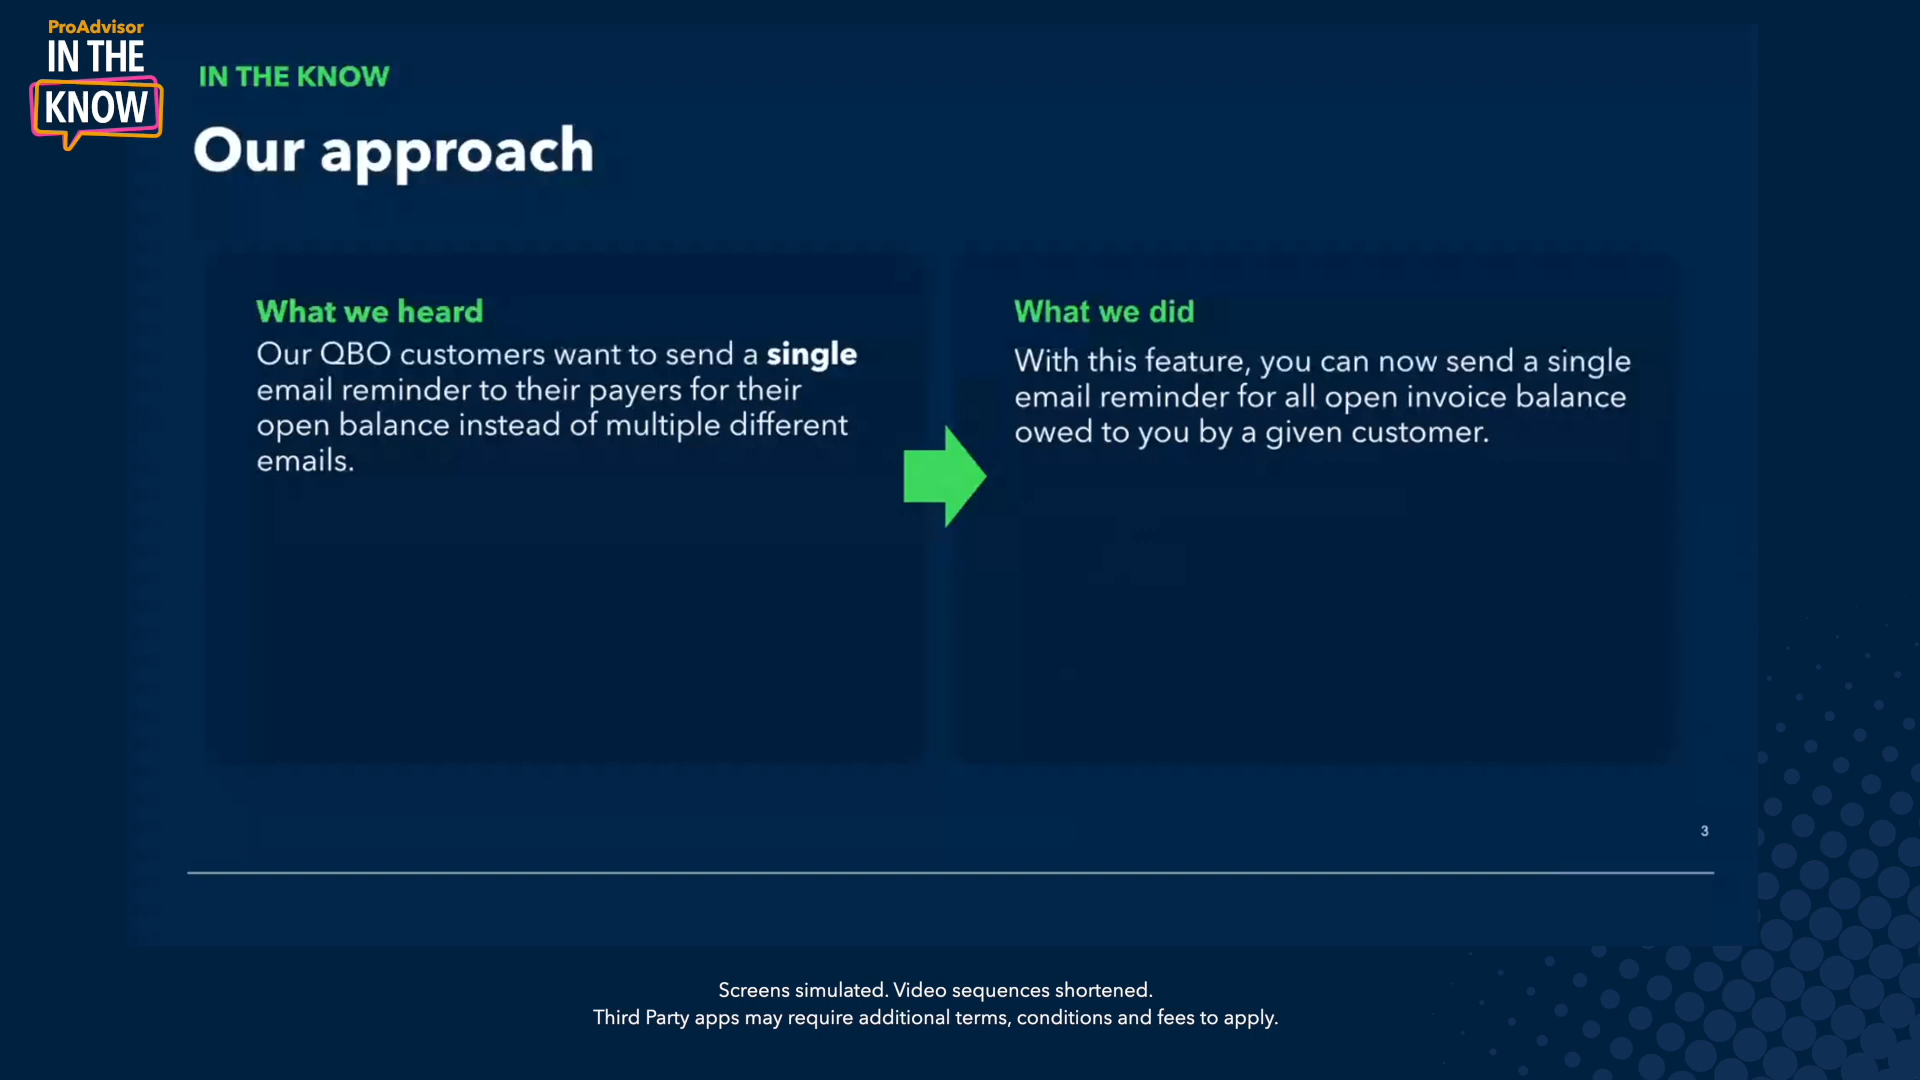 ProAdvisor
IN THE
KNOW
IN THE KNOW
Our approach
What we heard
Our QBO customers want to send a single
email reminder to their payers for their
open balance instead of multiple different
emails.
What we did
With this feature, you can now send a single
email reminder for all open invoice balance
owed to you by a given customer.
3
Screens simulated. Video sequences shortened.
Third Party apps may require additional terms, conditions and fees to apply.